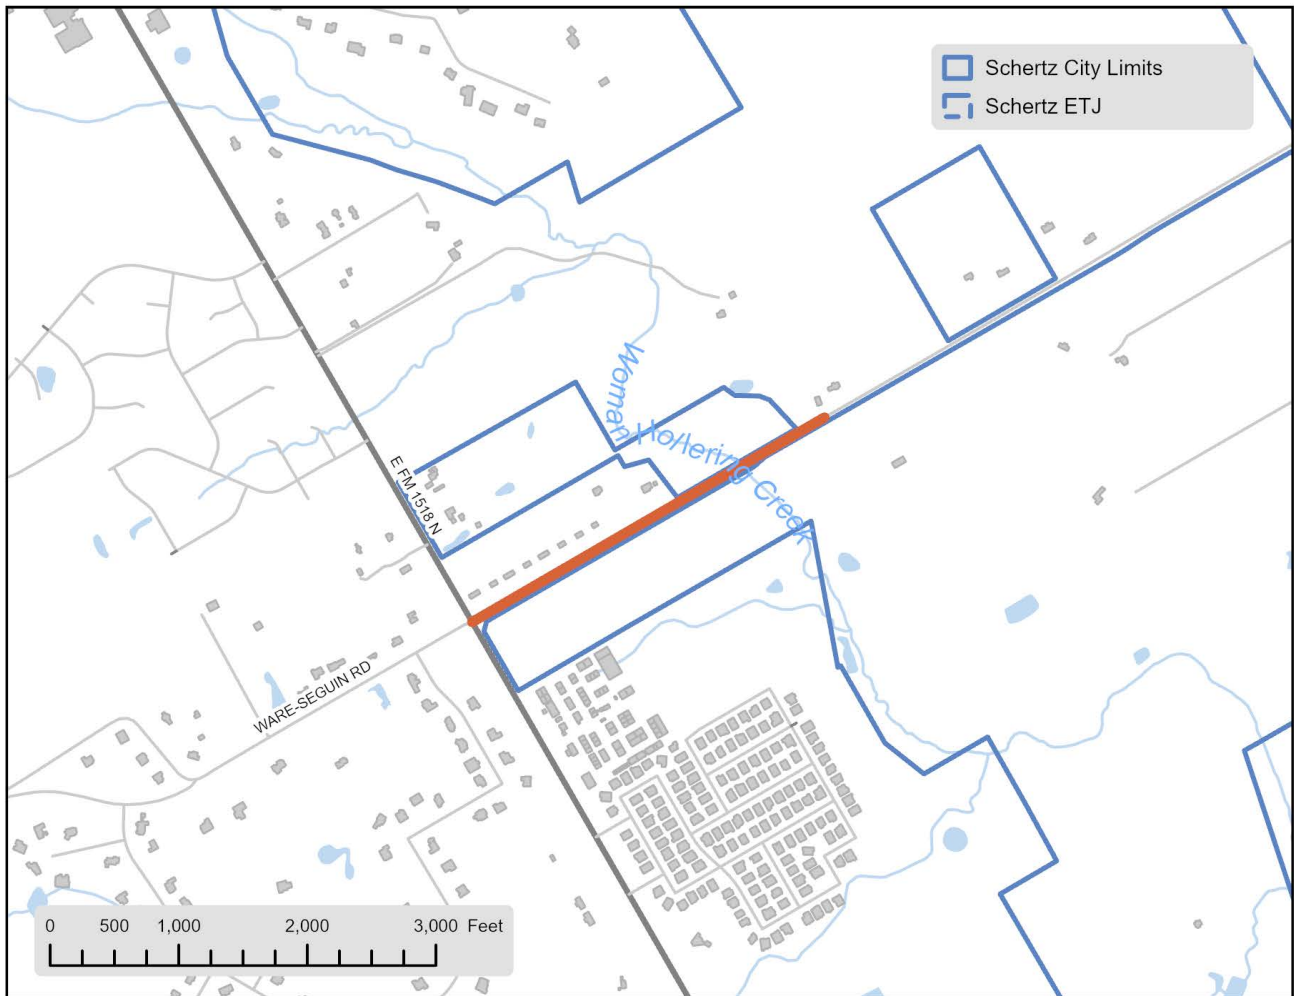 Schertz City Limits
Schertz ETJ
Woman Hollering Creek
E FM 1518 N
WARE-SEGUIN RD
0 500 1,000 2,000 3,000 Feet